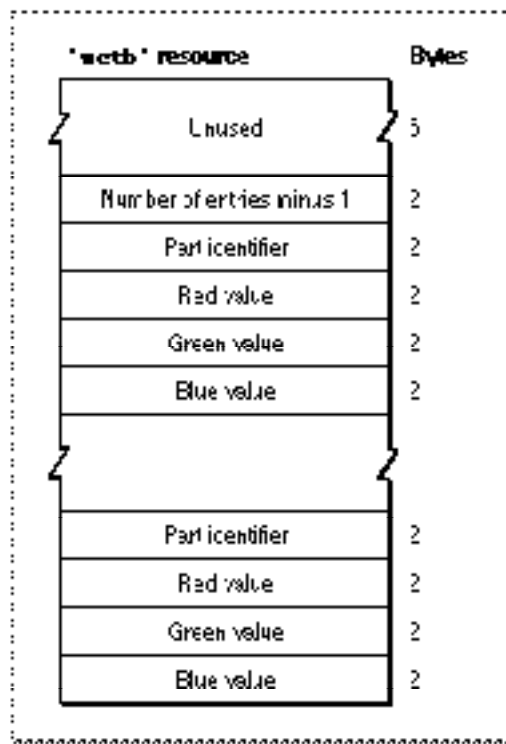 'wctb' resource Bytes
Unused 6
Number of entries minus 1 2
Part identifier 2
Red value 2
Green value 2
Blue value 2
Part identifier 2
Red value 2
Green value 2
Blue value 2